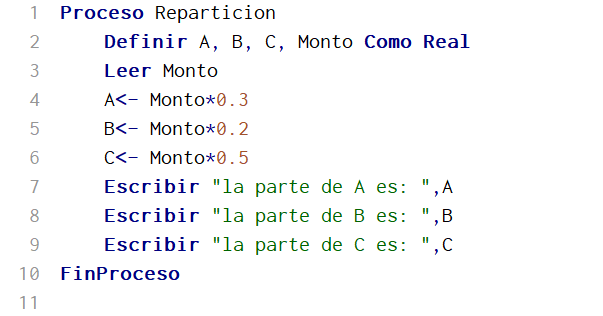 1 Proceso Reparticion
2 Definir A, B, C, Monto Como Real
3 Leer Monto
4 A<- Monto*0.3
5 B<- Monto*0.2
6 C<- Monto*0.5
7 Escribir "la parte de A es: ",A
8 Escribir "la parte de B es: ",B
9 Escribir "la parte de C es: ",C
10 FinProceso
11